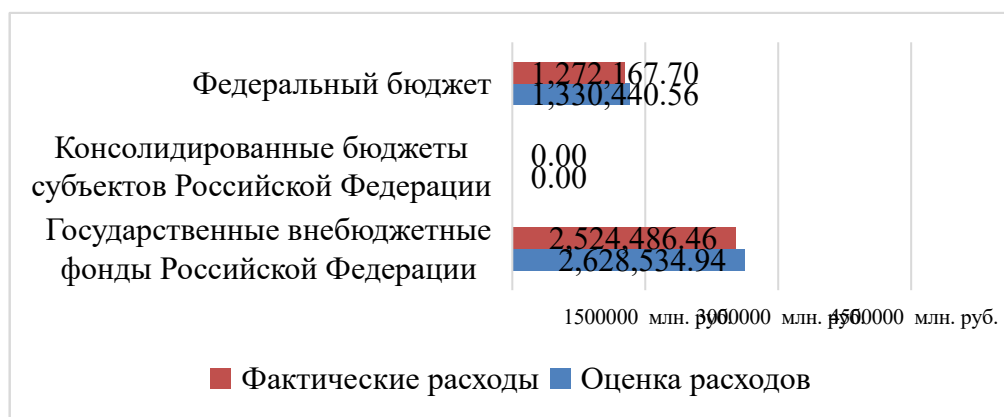 Федеральный бюджет
1,272,167.70
1,330,440.56
Консолидированные бюджеты
субъектов Российской Федерации
0.00
0.00
Государственные внебюджетные
фонды Российской Федерации
2,524,486.46
2,628,534.94
1500000 млн. руб.
3000000 млн. руб.
4500000 млн. руб.
Фактические расходы
Оценка расходов